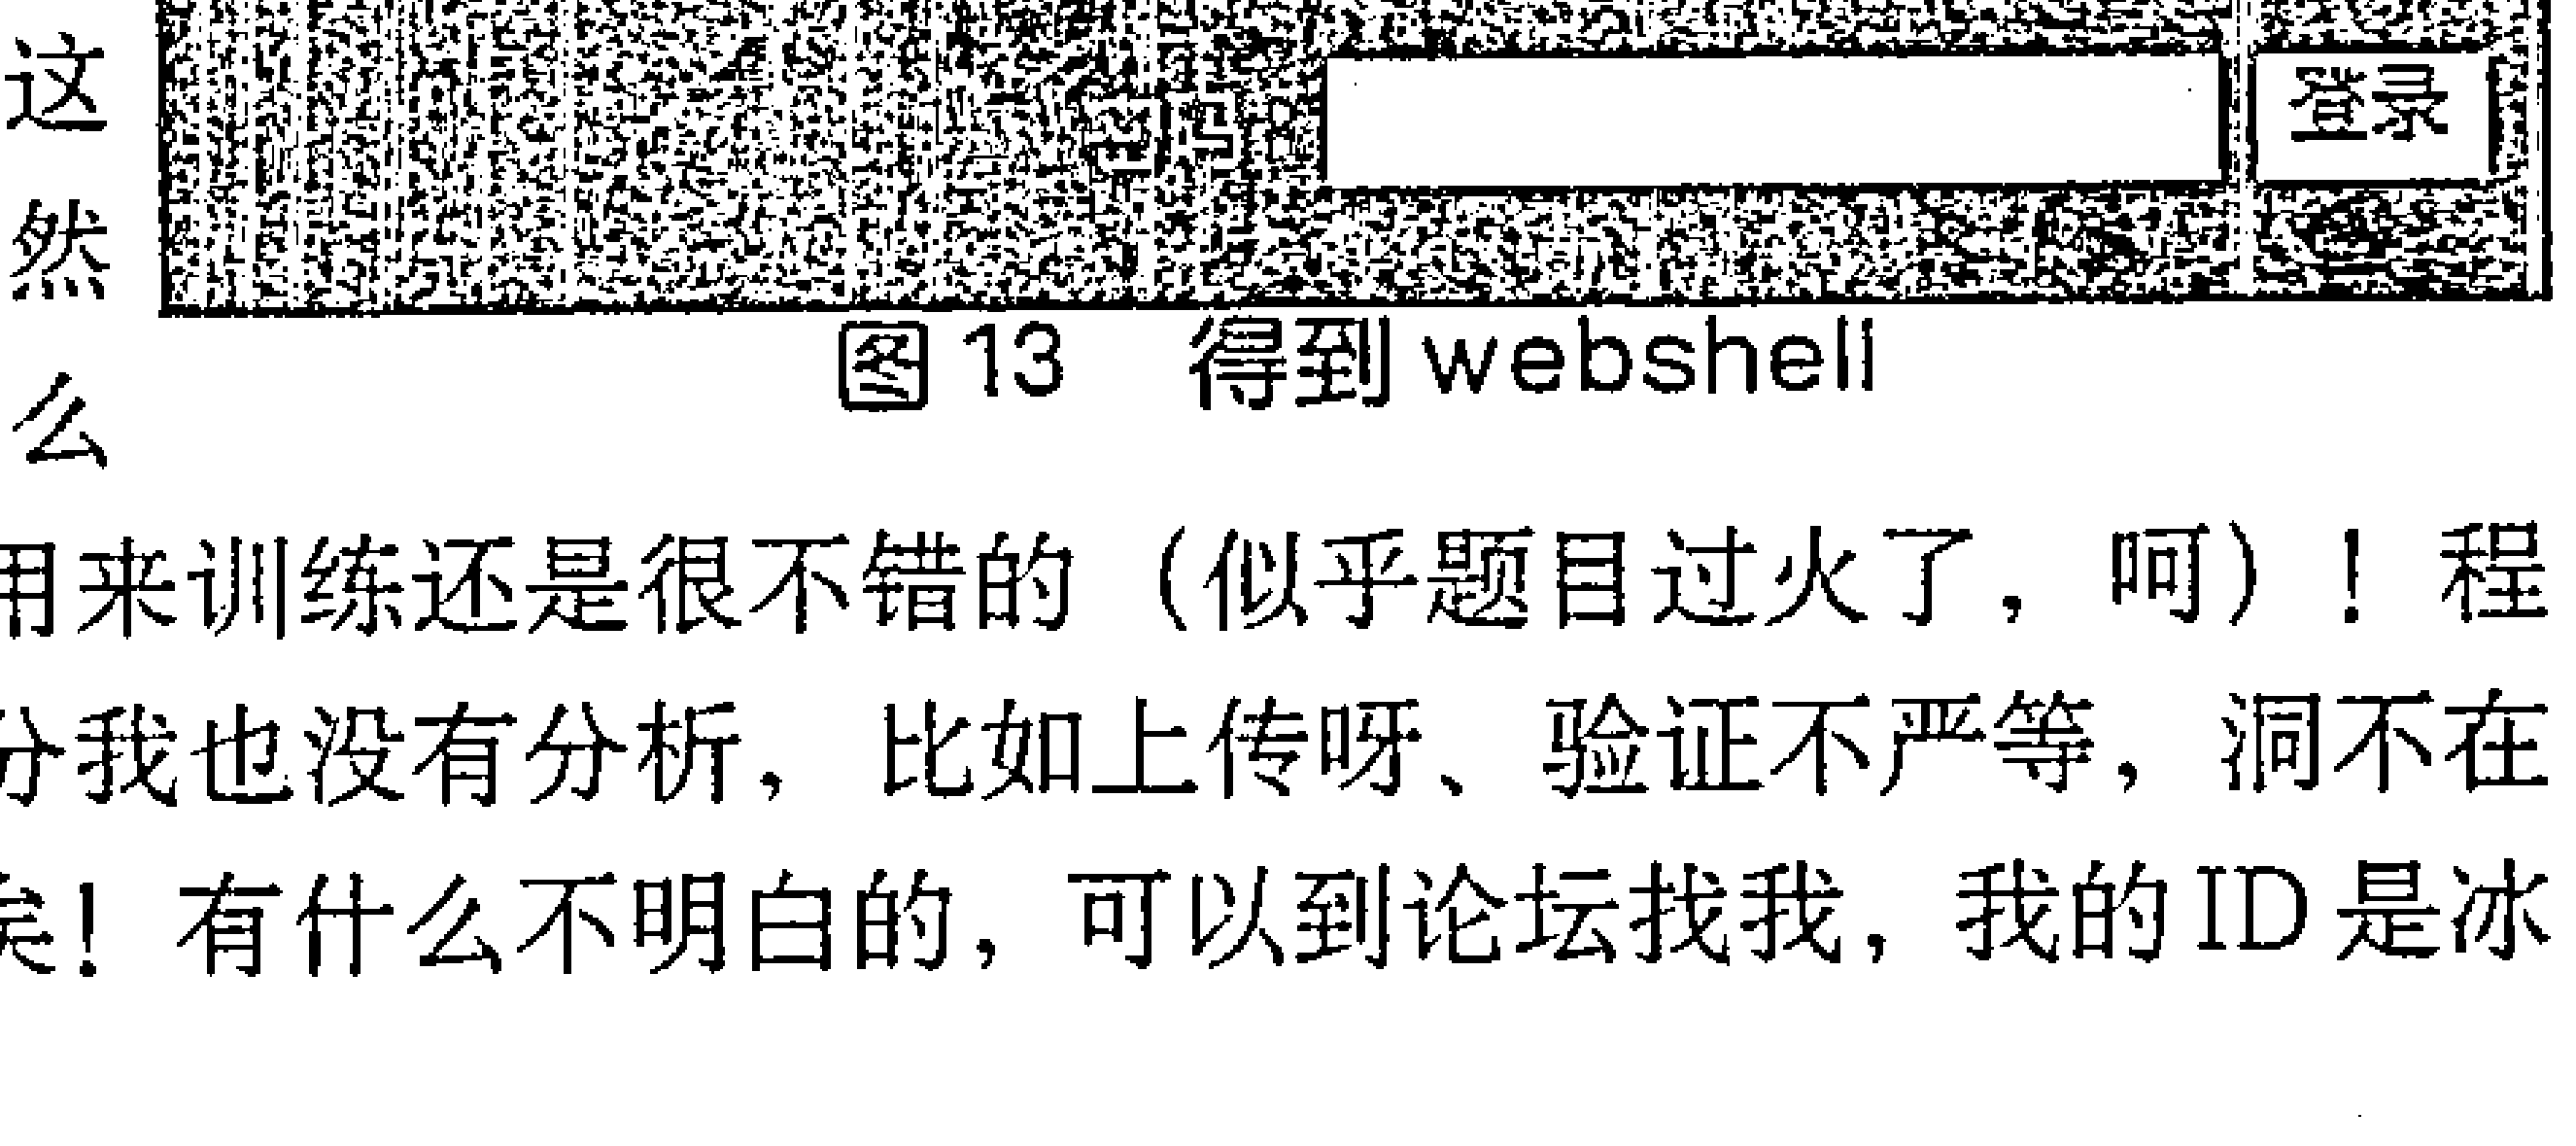 这
登录
然
图 13 得到 webshell
么
用来训练还是很不错的（似乎题目过火了，呵）！程
分我也没有分析，比如上传呀、验证不严等，洞不在
矣！有什么不明白的，可以到论坛找我，我的 ID 是冰